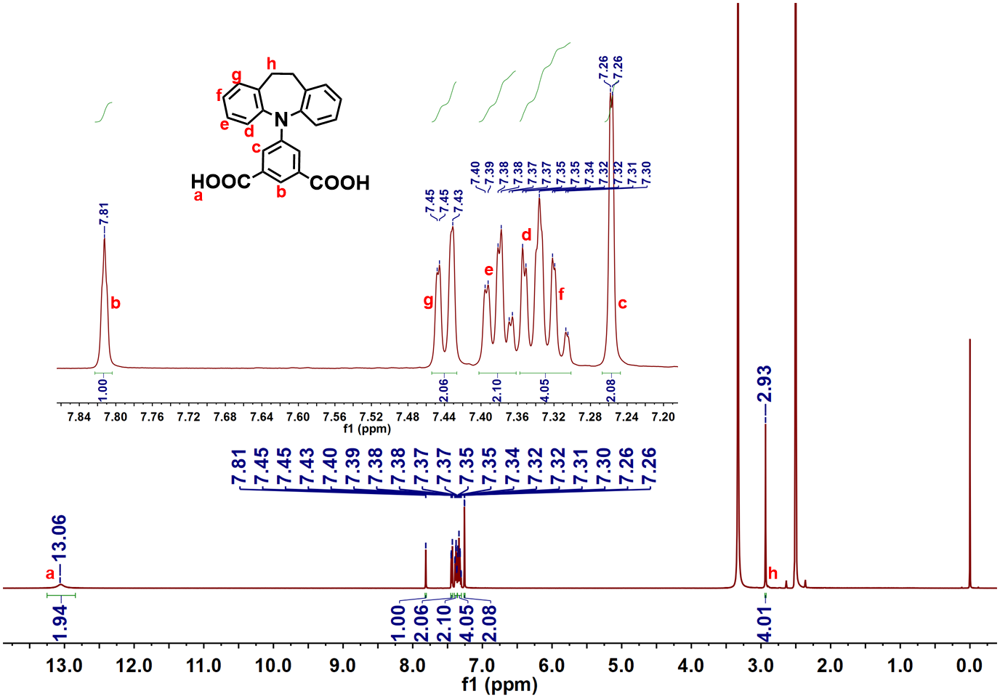 h
g
f
e
d
N
c
HOOC
COOH
a
b
7.26
7.26
7.40
7.39
7.38
7.38
7.37
7.37
7.35
7.35
7.34
7.32
7.32
7.31
7.30
7.81
7.45
7.45
7.43
b
g
e
d
f
c
1.00
2.06
2.10
4.05
2.08
7.84 7.80 7.76 7.72 7.68 7.64 7.60 7.56 7.52 7.48 7.44 7.40 7.36 7.32 7.28 7.24 7.20
f1 (ppm)
7.81
7.45
7.45
7.43
7.40
7.39
7.38
7.38
7.37
7.37
7.35
7.35
7.34
7.32
7.32
7.31
7.30
7.26
7.26
13.06
2.93
a
h
1.94
1.00
2.06
2.10
4.05
2.08
4.01
13.0 12.0 11.0 10.0 9.0 8.0 7.0 6.0 5.0 4.0 3.0 2.0 1.0 0.0
f1 (ppm)